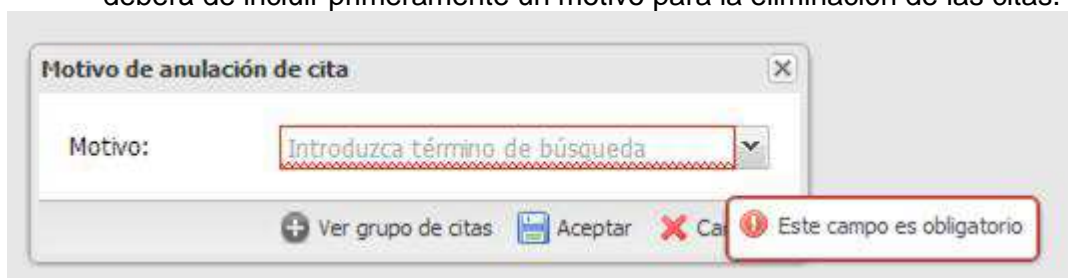 deberá de incluir primeramente un motivo para la eliminación de las citas.
Motivo de anulación de cita
Motivo: Introduzca término de búsqueda
Ver grupo de citas Aceptar Ca Este campo es obligatorio